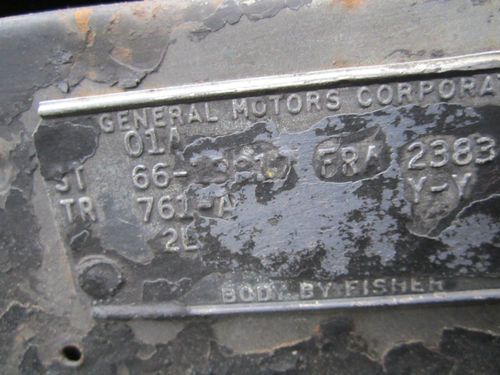 GENERAL MOTORS CORPORA
01A
ST 66- FRA 2383
TR 761-A Y-Y
2L
BODY BY FISHER